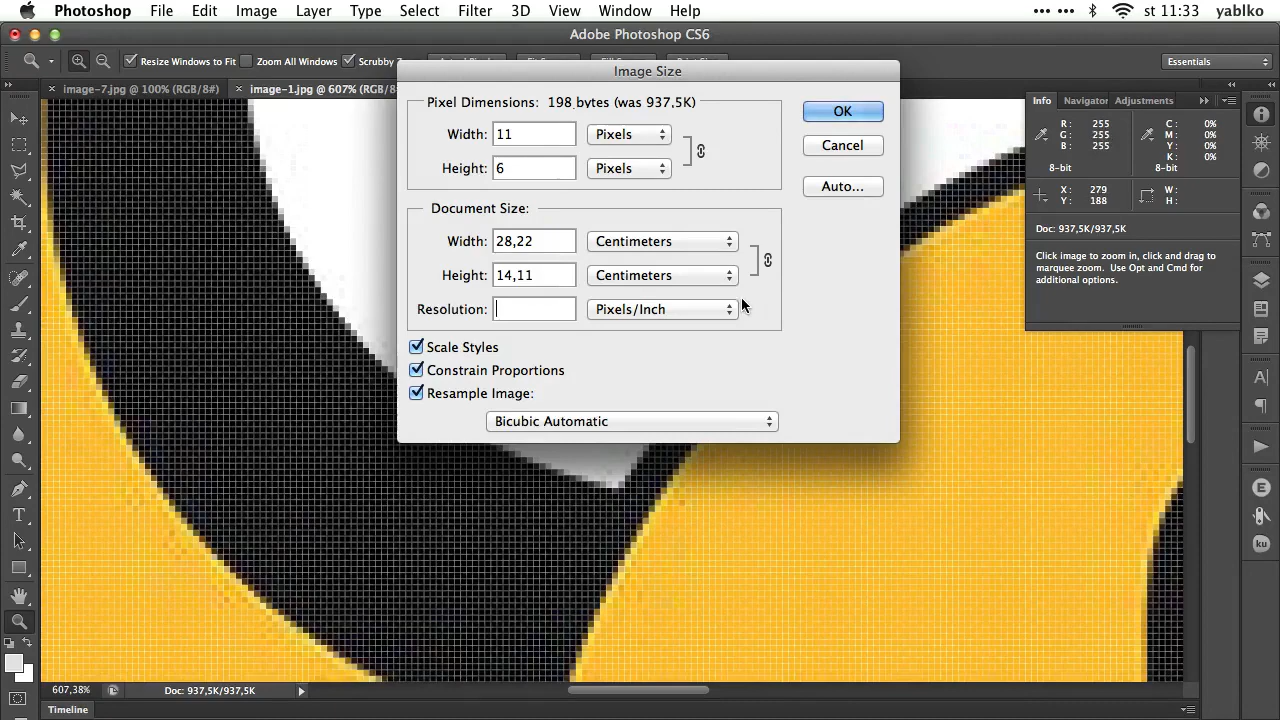 Photoshop File Edit Image Layer Type Select Filter 3D View Window Help ••• ••• st 11:33 yablko
Adobe Photoshop CS6
Resize Windows to Fit Zoom All Windows Scrubby Essentials
image-7.jpg @ 100% (RGB/8#) image-1.jpg @ 607% (RGB/8
Image Size
Pixel Dimensions: 198 bytes (was 937,5K)
Width: 11 Pixels
Height: 6 Pixels
OK
Cancel
Auto...
Document Size:
Width: 28,22 Centimeters
Height: 14,11 Centimeters
Resolution: Pixels/Inch
Scale Styles
Constrain Proportions
Resample Image:
Bicubic Automatic
Info Navigator Adjustments
R: 255 C: 0%
G: 255 M: 0%
B: 255 Y: 0%
K: 0%
8-bit 8-bit
X: 279 W:
Y: 188 H:
Doc: 937,5K/937,5K
Click image to zoom in, or click and drag to
marquee zoom. Use Opt and Cmd for
additional options.
607,38% Doc: 937,5K/937,5K
Timeline